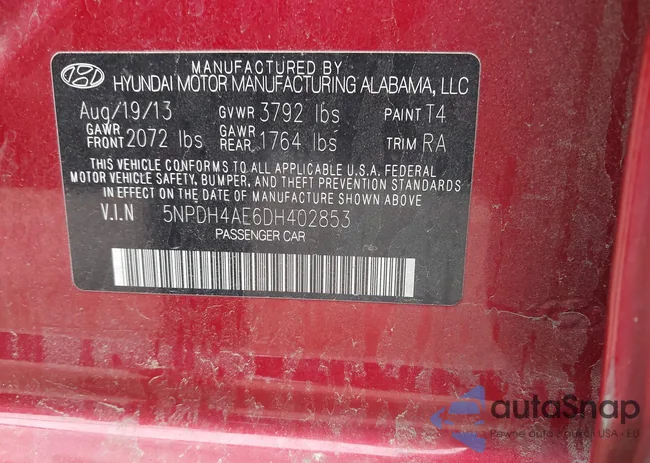 MANUFACTURED BY
HYUNDAI MOTOR MANUFACTURING ALABAMA, LLC
Aug/19/13 GVWR 3792 lbs PAINT T4
GAWR FRONT 2072 lbs GAWR REAR 1764 lbs TRIM RA
THIS VEHICLE CONFORMS TO ALL APPLICABLE U.S.A. FEDERAL
MOTOR VEHICLE SAFETY, BUMPER, AND THEFT PREVENTION STANDARDS
IN EFFECT ON THE DATE OF MANUFACTURE SHOWN ABOVE
V.I.N 5NPDH4AE6DH402853
PASSENGER CAR
autoSnap